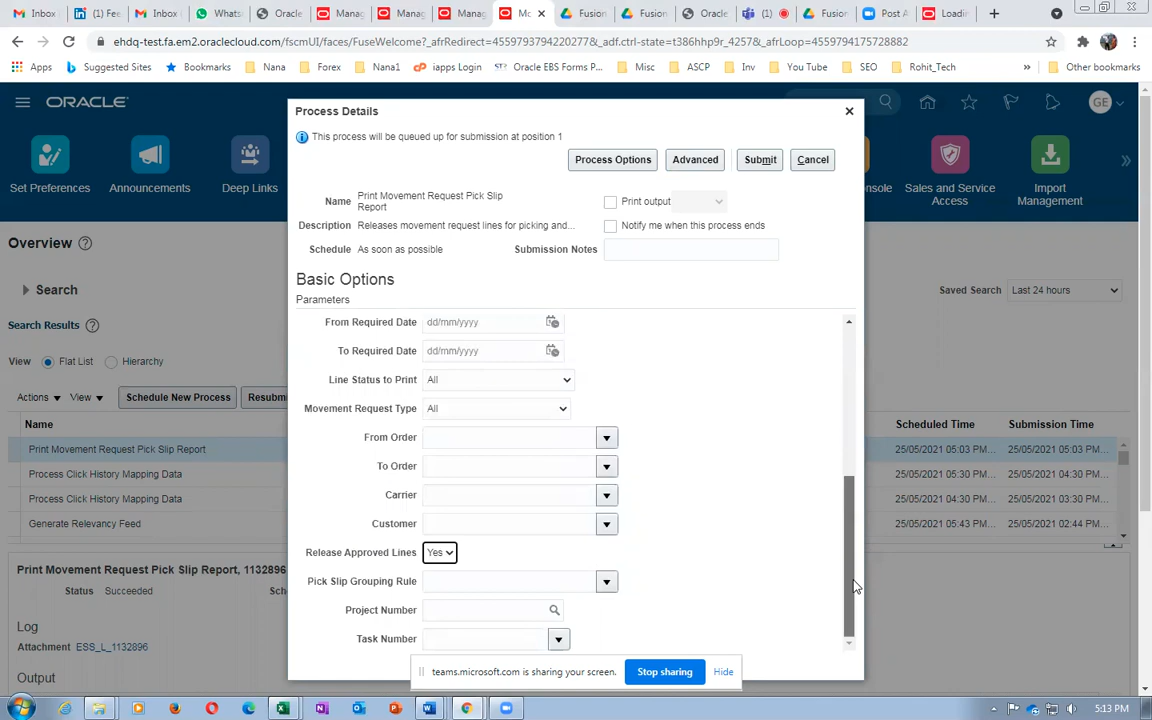 Inbox
(1) Fee
Inbox
Whats
Oracle
Manag
Manag
Manag
Mo
Fusion
Fusion
Oracle
(1)
Fusion
Post A
Loadin
ehdq-test.fa.em2.oraclecloud.com/fscmUI/faces/FuseWelcome?_afrRedirect=4559793794220277&_adf.ctrl-state=t386hhp9r_4257&_afrLoop=4559794175728882
Apps
Suggested Sites
Bookmarks
Nana
Forex
Nana1
iapps Login
Oracle EBS Forms P...
Misc
ASCP
Inv
You Tube
SEO
Rohit_Tech
»
Other bookmarks
ORACLE
GE
Set Preferences
Announcements
Deep Links
onsole
Sales and Service Access
Import Management
Overview
Search
Saved Search Last 24 hours
Search Results
View Flat List Hierarchy
Actions View Schedule New Process Resubm
Name
Scheduled Time
Submission Time
Print Movement Request Pick Slip Report
25/05/2021 05:03 PM...
25/05/2021 05:03 PM...
Process Click History Mapping Data
25/05/2021 05:30 PM...
25/05/2021 04:30 PM...
Process Click History Mapping Data
25/05/2021 04:30 PM...
25/05/2021 03:30 PM...
Generate Relevancy Feed
25/05/2021 05:43 PM...
25/05/2021 02:44 PM...
Print Movement Request Pick Slip Report, 1132896
Status Succeeded
Sch
Log
Attachment ESS_L_1132896
Output
Process Details
This process will be queued up for submission at position 1
Process Options
Advanced
Submit
Cancel
Name Print Movement Request Pick Slip
Report
Print output
Description Releases movement request lines for picking and...
Notify me when this process ends
Schedule As soon as possible
Submission Notes
Basic Options
Parameters
From Required Date dd/mm/yyyy
To Required Date dd/mm/yyyy
Line Status to Print All
Movement Request Type All
From Order
To Order
Carrier
Customer
Release Approved Lines Yes
Pick Slip Grouping Rule
Project Number
Task Number
teams.microsoft.com is sharing your screen.
Stop sharing
Hide
5:13 PM